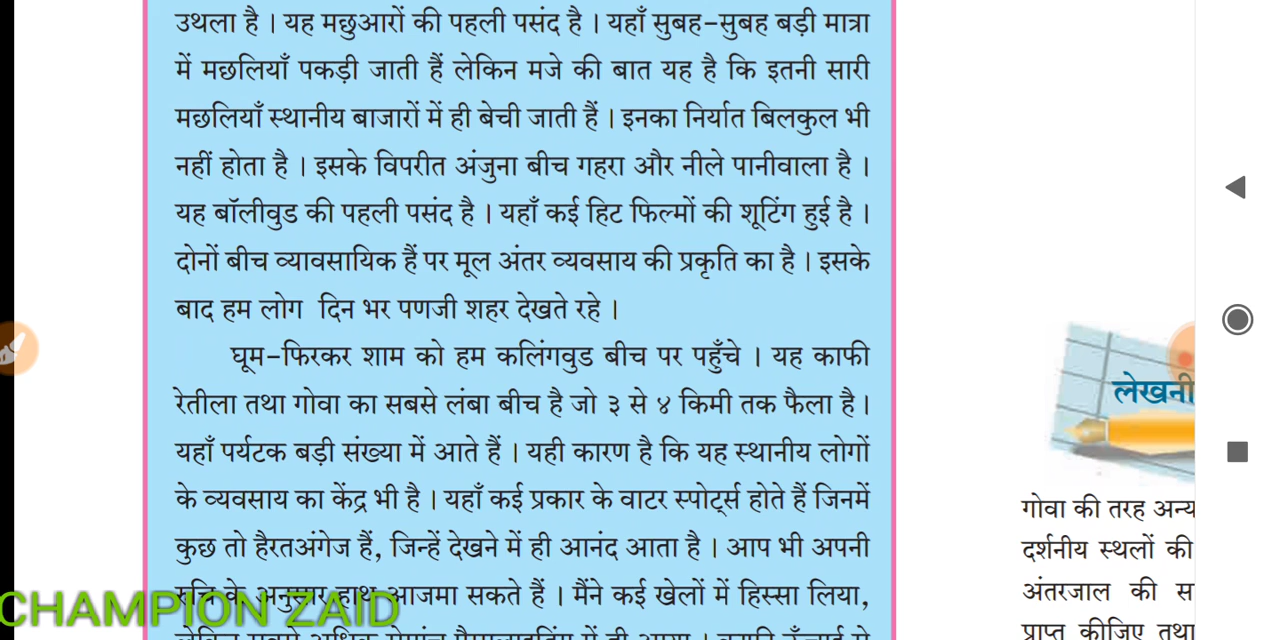 उथला है । यह मछुआरों की पहली पसंद है । यहाँ सुबह-सुबह बड़ी मात्रा
में मछलियाँ पकड़ी जाती हैं लेकिन मजे की बात यह है कि इतनी सारी
मछलियाँ स्थानीय बाजारों में ही बेची जाती हैं । इनका निर्यात बिलकुल भी
नहीं होता है । इसके विपरीत अंजुना बीच गहरा और नीले पानीवाला है ।
यह बॉलीवुड की पहली पसंद है । यहाँ कई हिट फिल्मों की शूटिंग हुई है ।
दोनों बीच व्यावसायिक हैं पर मूल अंतर व्यवसाय की प्रकृति का है । इसके
बाद हम लोग दिन भर पणजी शहर देखते रहे ।
घूम-फिरकर शाम को हम कलिंगवुड बीच पर पहुँचे । यह काफी
रेतीला तथा गोवा का सबसे लंबा बीच है जो ३ से ४ किमी तक फैला है।
यहाँ पर्यटक बड़ी संख्या में आते हैं । यही कारण है कि यह स्थानीय लोगों
के व्यवसाय का केंद्र भी है । यहाँ कई प्रकार के वाटर स्पोर्ट्स होते हैं जिनमें
कुछ तो हैरतअंगेज हैं, जिन्हें देखने में ही आनंद आता है । आप भी अपनी
रुचि के अनुसार हाथ आजमा सकते हैं । मैंने कई खेलों में हिस्सा लिया,
CHAMPION ZAID
लेखनी
गोवा की तरह अन्य
दर्शनीय स्थलों की
अंतरजाल की स
प्राप्त कीजिए तथा